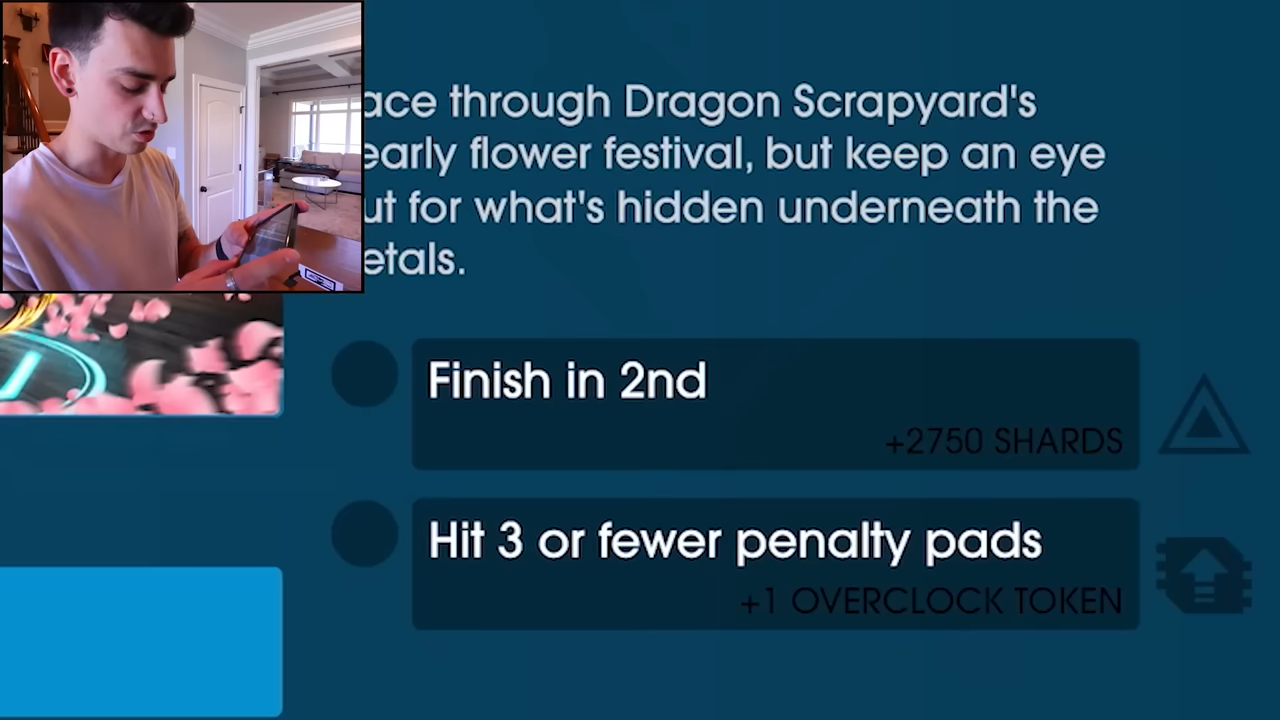 ace through Dragon Scrapyard's
early flower festival, but keep an eye
ut for what's hidden underneath the
etals.
Finish in 2nd
+2750 SHARDS
Hit 3 or fewer penalty pads
+1 OVERCLOCK TOKEN